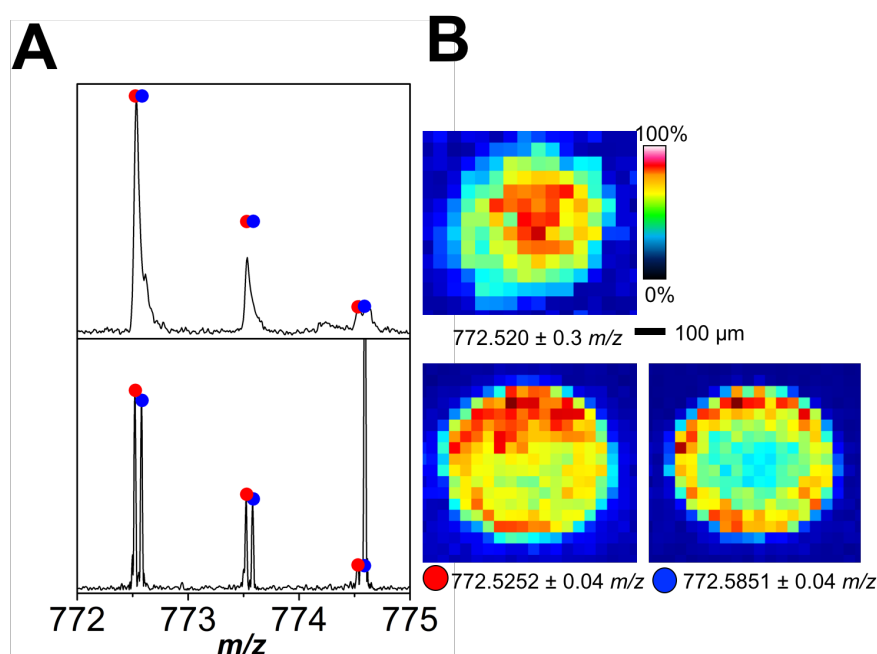 A
B
100%
0%
772.520 ± 0.3 m/z
100 µm
772.5252 ± 0.04 m/z
772.5851 ± 0.04 m/z
772 773 774 775
m/z